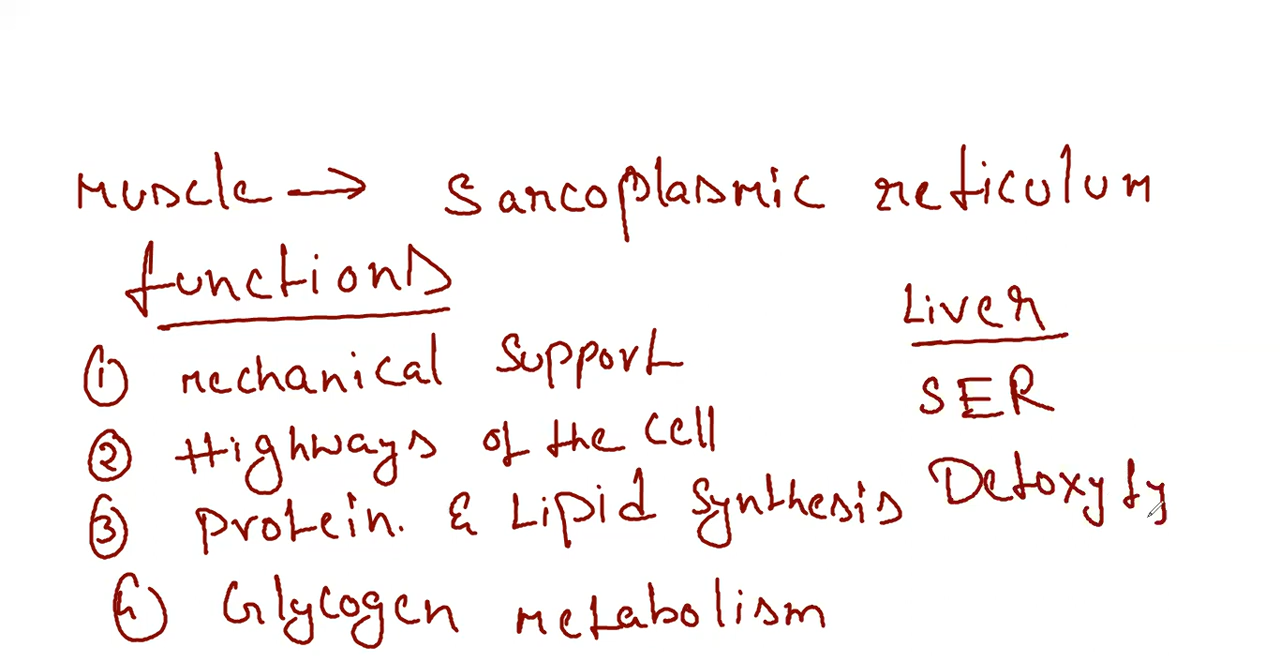 Muscle → Sarcoplasmic reticulum
functions
① Mechanical support
② Highways of the cell
③ Protein. & Lipid synthesis
④ Glycogen metabolism
Liver
SER
Detoxyfy